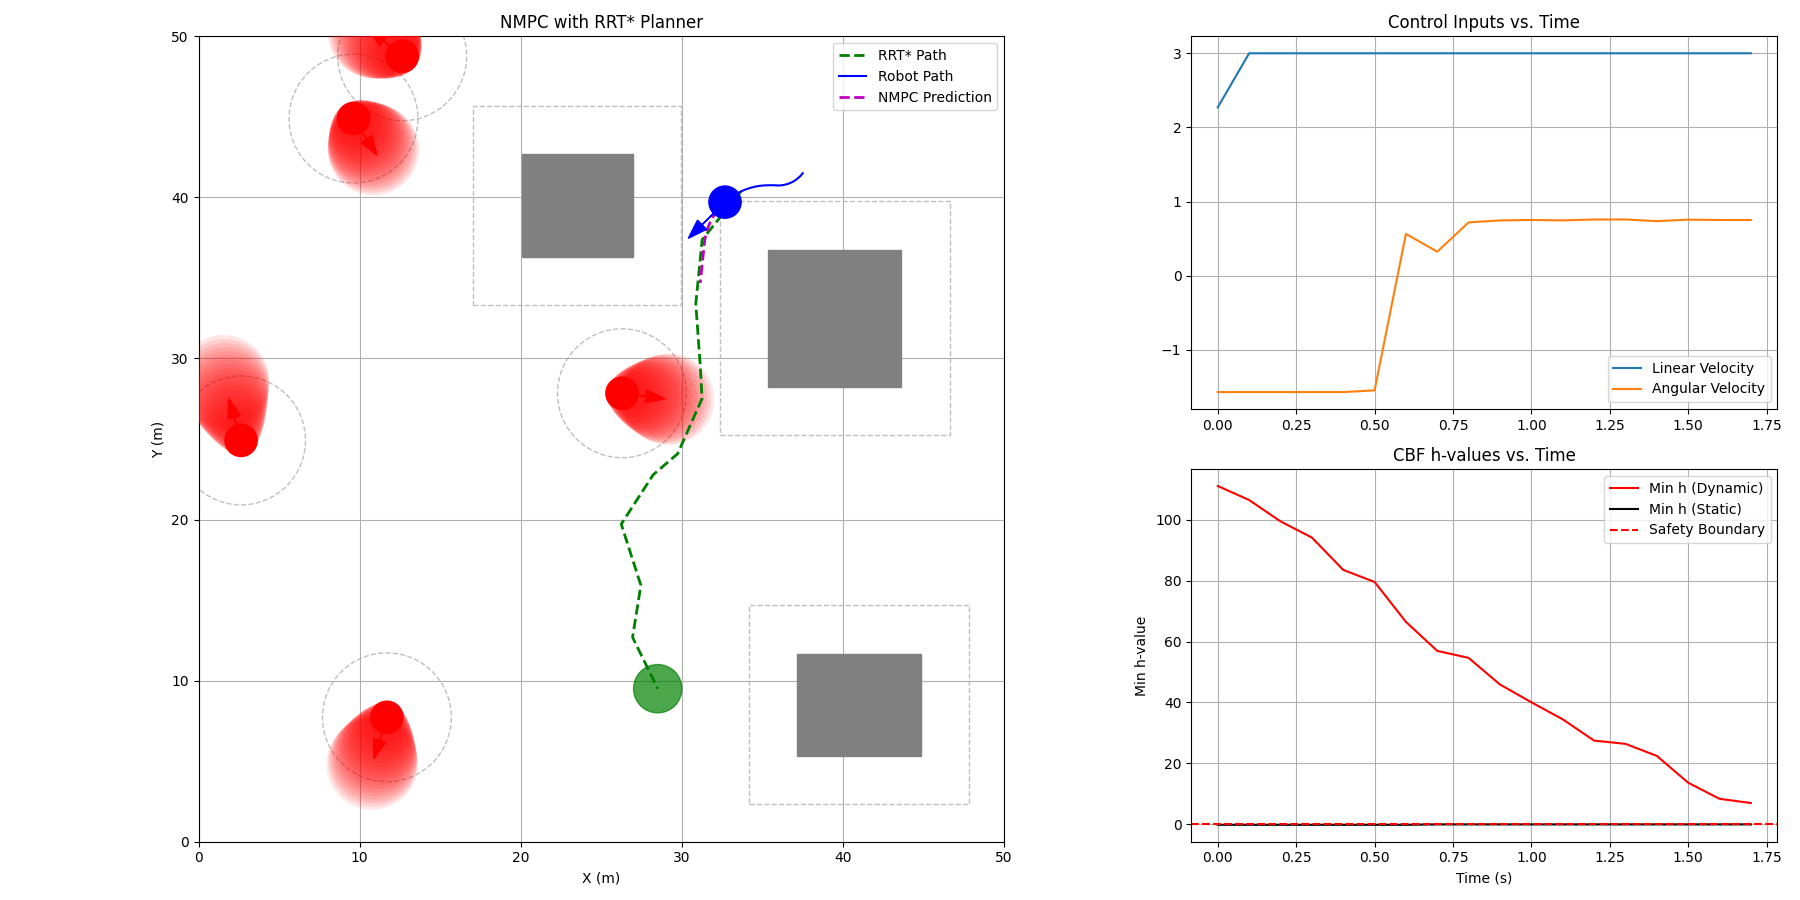 NMPC with RRT* Planner
RRT* Path
Robot Path
NMPC Prediction
50
40
30
20
10
0
Y (m)
0 10 20 30 40 50
X (m)
Control Inputs vs. Time
3
2
1
0
−1
Linear Velocity
Angular Velocity
0.00 0.25 0.50 0.75 1.00 1.25 1.50 1.75
CBF h-values vs. Time
Min h (Dynamic)
Min h (Static)
Safety Boundary
100
80
60
40
20
0
Min h-value
0.00 0.25 0.50 0.75 1.00 1.25 1.50 1.75
Time (s)